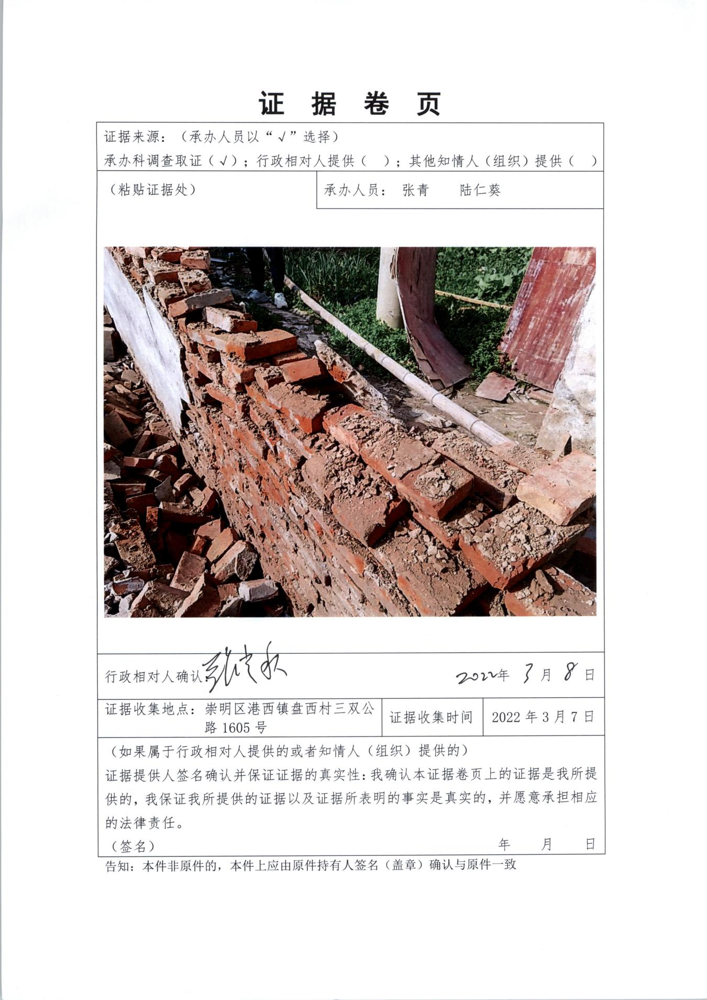 证 据 卷 页
证据来源：（承办人员以“√”选择）
承办科调查取证（√）；行政相对人提供（　）；其他知情人（组织）提供（　）
（粘贴证据处）
承办人员： 张青　　陆仁葵
行政相对人确认： 2022年 3 月 8 日
证据收集地点：崇明区港西镇盘西村三双公
路 1605 号
证据收集时间
2022 年 3 月 7 日
（如果属于行政相对人提供的或者知情人（组织）提供的）
证据提供人签名确认并保证证据的真实性：我确认本证据卷页上的证据是我所提
供的，我保证我所提供的证据以及证据所表明的事实是真实的，并愿意承担相应
的法律责任。
（签名）　　年　　月　　日
告知：本件非原件的，本件上应由原件持有人签名（盖章）确认与原件一致